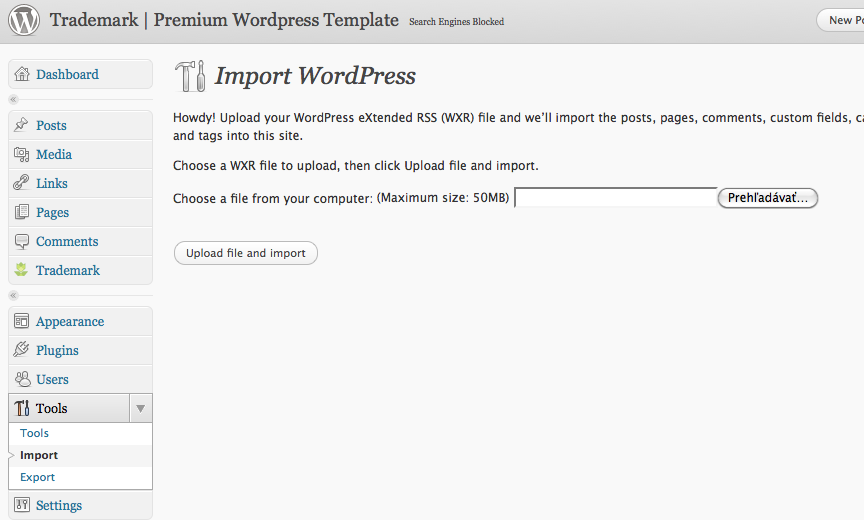 Trademark | Premium Wordpress Template Search Engines Blocked
New Po
Dashboard
Posts
Media
Links
Pages
Comments
Trademark
Appearance
Plugins
Users
Tools
Tools
Import
Export
Settings
Import WordPress
Howdy! Upload your WordPress eXtended RSS (WXR) file and we'll import the posts, pages, comments, custom fields, ca
and tags into this site.
Choose a WXR file to upload, then click Upload file and import.
Choose a file from your computer: (Maximum size: 50MB) Prehľadávať...
Upload file and import